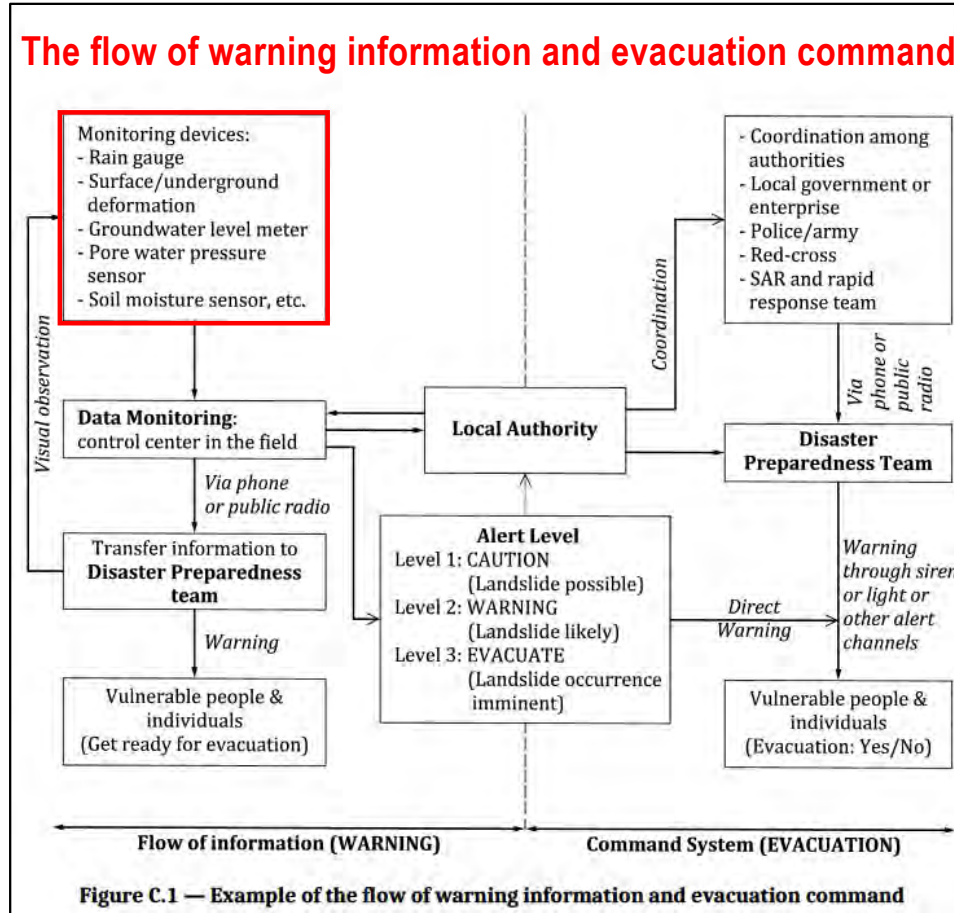 The flow of warning information and evacuation command
Monitoring devices:
- Rain gauge
- Surface/underground
deformation
- Groundwater level meter
- Pore water pressure
sensor
- Soil moisture sensor, etc.
- Coordination among
authorities
- Local government or
enterprise
- Police/army
- Red-cross
- SAR and rapid
response team
Visual observation
Coordination
Via
phone or
public
radio
Data Monitoring:
control center in the field
Local Authority
Disaster
Preparedness Team
Via phone
or public radio
Transfer information to
Disaster Preparedness
team
Alert Level
Level 1: CAUTION
(Landslide possible)
Level 2: WARNING
(Landslide likely)
Level 3: EVACUATE
(Landslide occurrence
imminent)
Direct
Warning
Warning
through siren
or light or
other alert
channels
Warning
Vulnerable people &
individuals
(Get ready for evacuation)
Vulnerable people &
individuals
(Evacuation: Yes/No)
Flow of information (WARNING)
Command System (EVACUATION)
Figure C.1 — Example of the flow of warning information and evacuation command